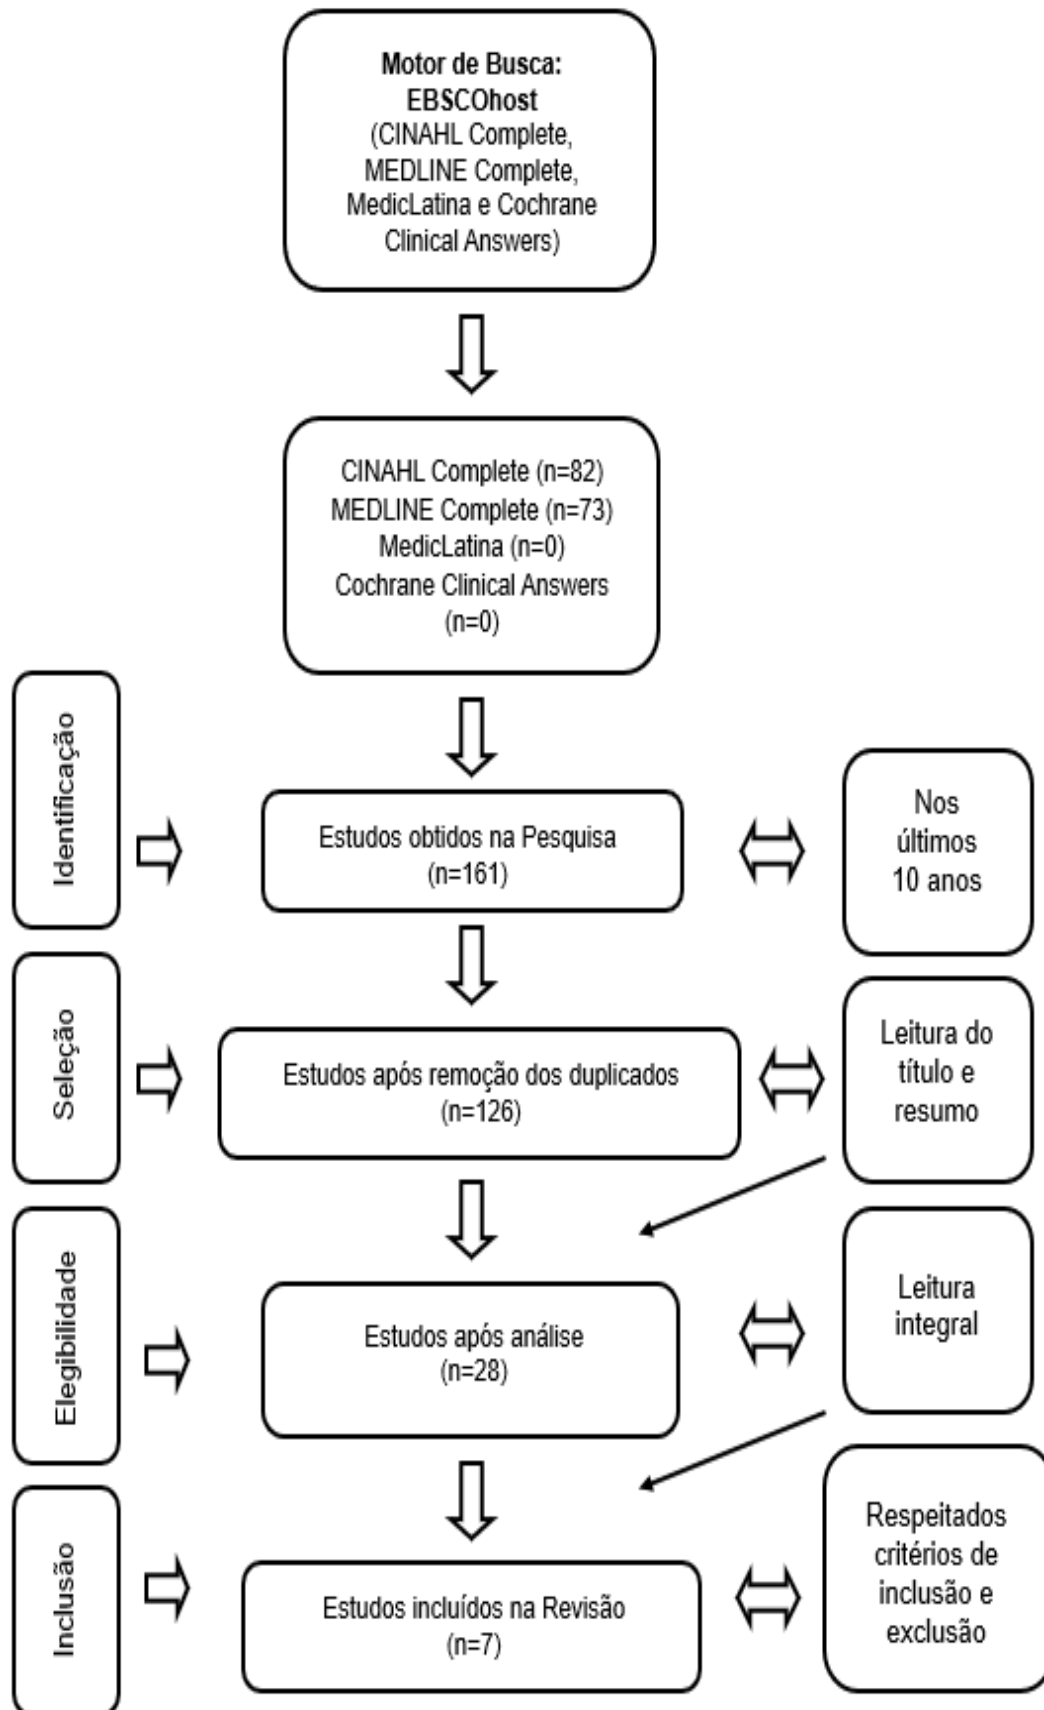 Motor de Busca:
EBSCOhost
(CINAHL Complete,
MEDLINE Complete,
MedicLatina e Cochrane
Clinical Answers)
CINAHL Complete (n=82)
MEDLINE Complete (n=73)
MedicLatina (n=0)
Cochrane Clinical Answers
(n=0)
Identificação
Estudos obtidos na Pesquisa
(n=161)
Nos
últimos
10 anos
Seleção
Estudos após remoção dos duplicados
(n=126)
Leitura do
título e
resumo
Elegibilidade
Estudos após análise
(n=28)
Leitura
integral
Inclusão
Estudos incluídos na Revisão
(n=7)
Respeitados
critérios de
inclusão e
exclusão